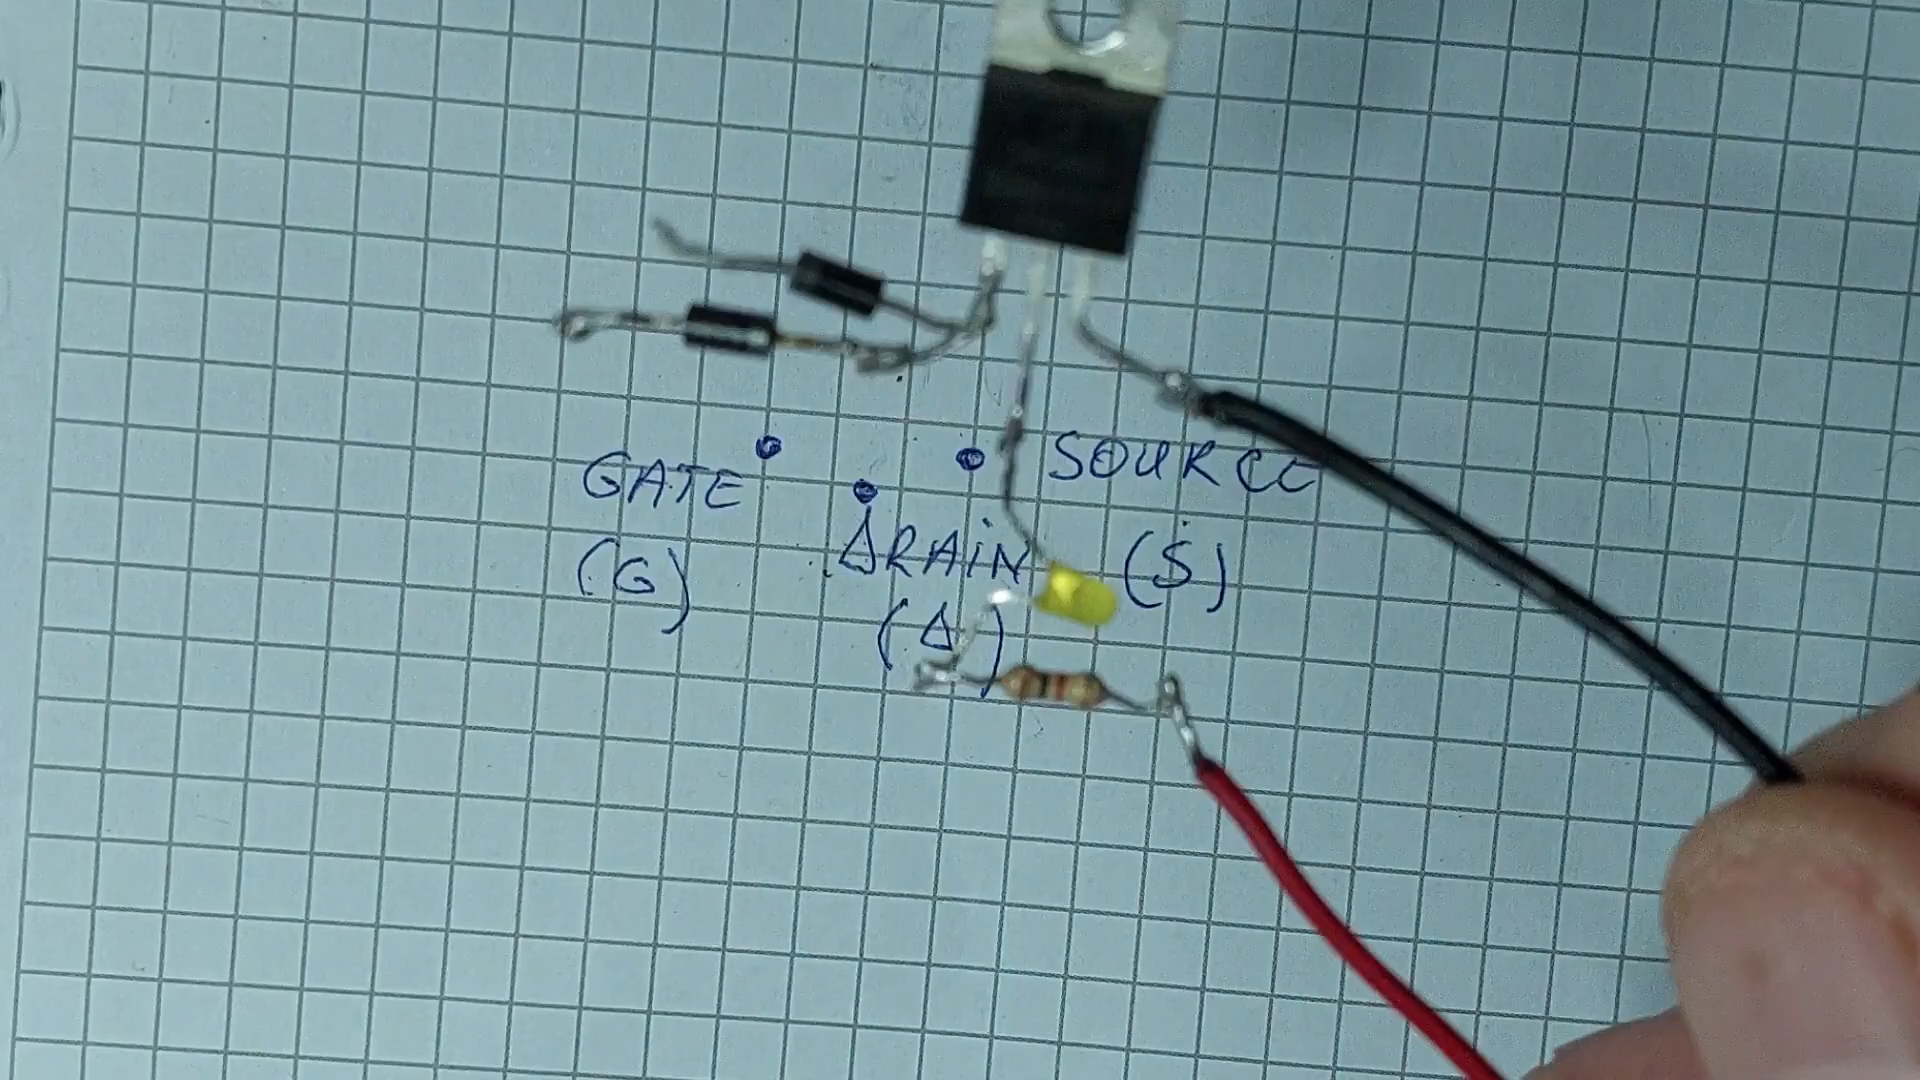 GATE
SOURCE
(G)
ΔRAiN
(S)
(Δ)